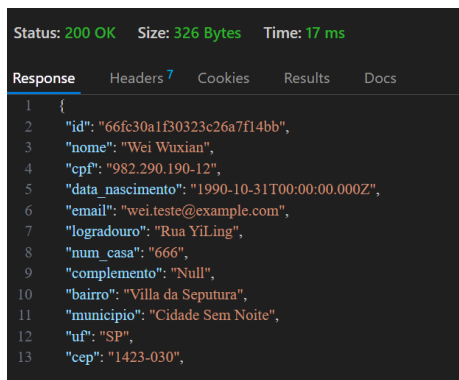 Status: 200 OK Size: 326 Bytes Time: 17 ms
Response Headers 7 Cookies Results Docs
1 {
2 "id": "66fc30a1f30323c26a7f14bb",
3 "nome": "Wei Wuxian",
4 "cpf": "982.290.190-12",
5 "data_nascimento": "1990-10-31T00:00:00.000Z",
6 "email": "wei.teste@example.com",
7 "logradouro": "Rua YiLing",
8 "num_casa": "666",
9 "complemento": "Null",
10 "bairro": "Villa da Seputura",
11 "municipio": "Cidade Sem Noite",
12 "uf": "SP",
13 "cep": "1423-030",